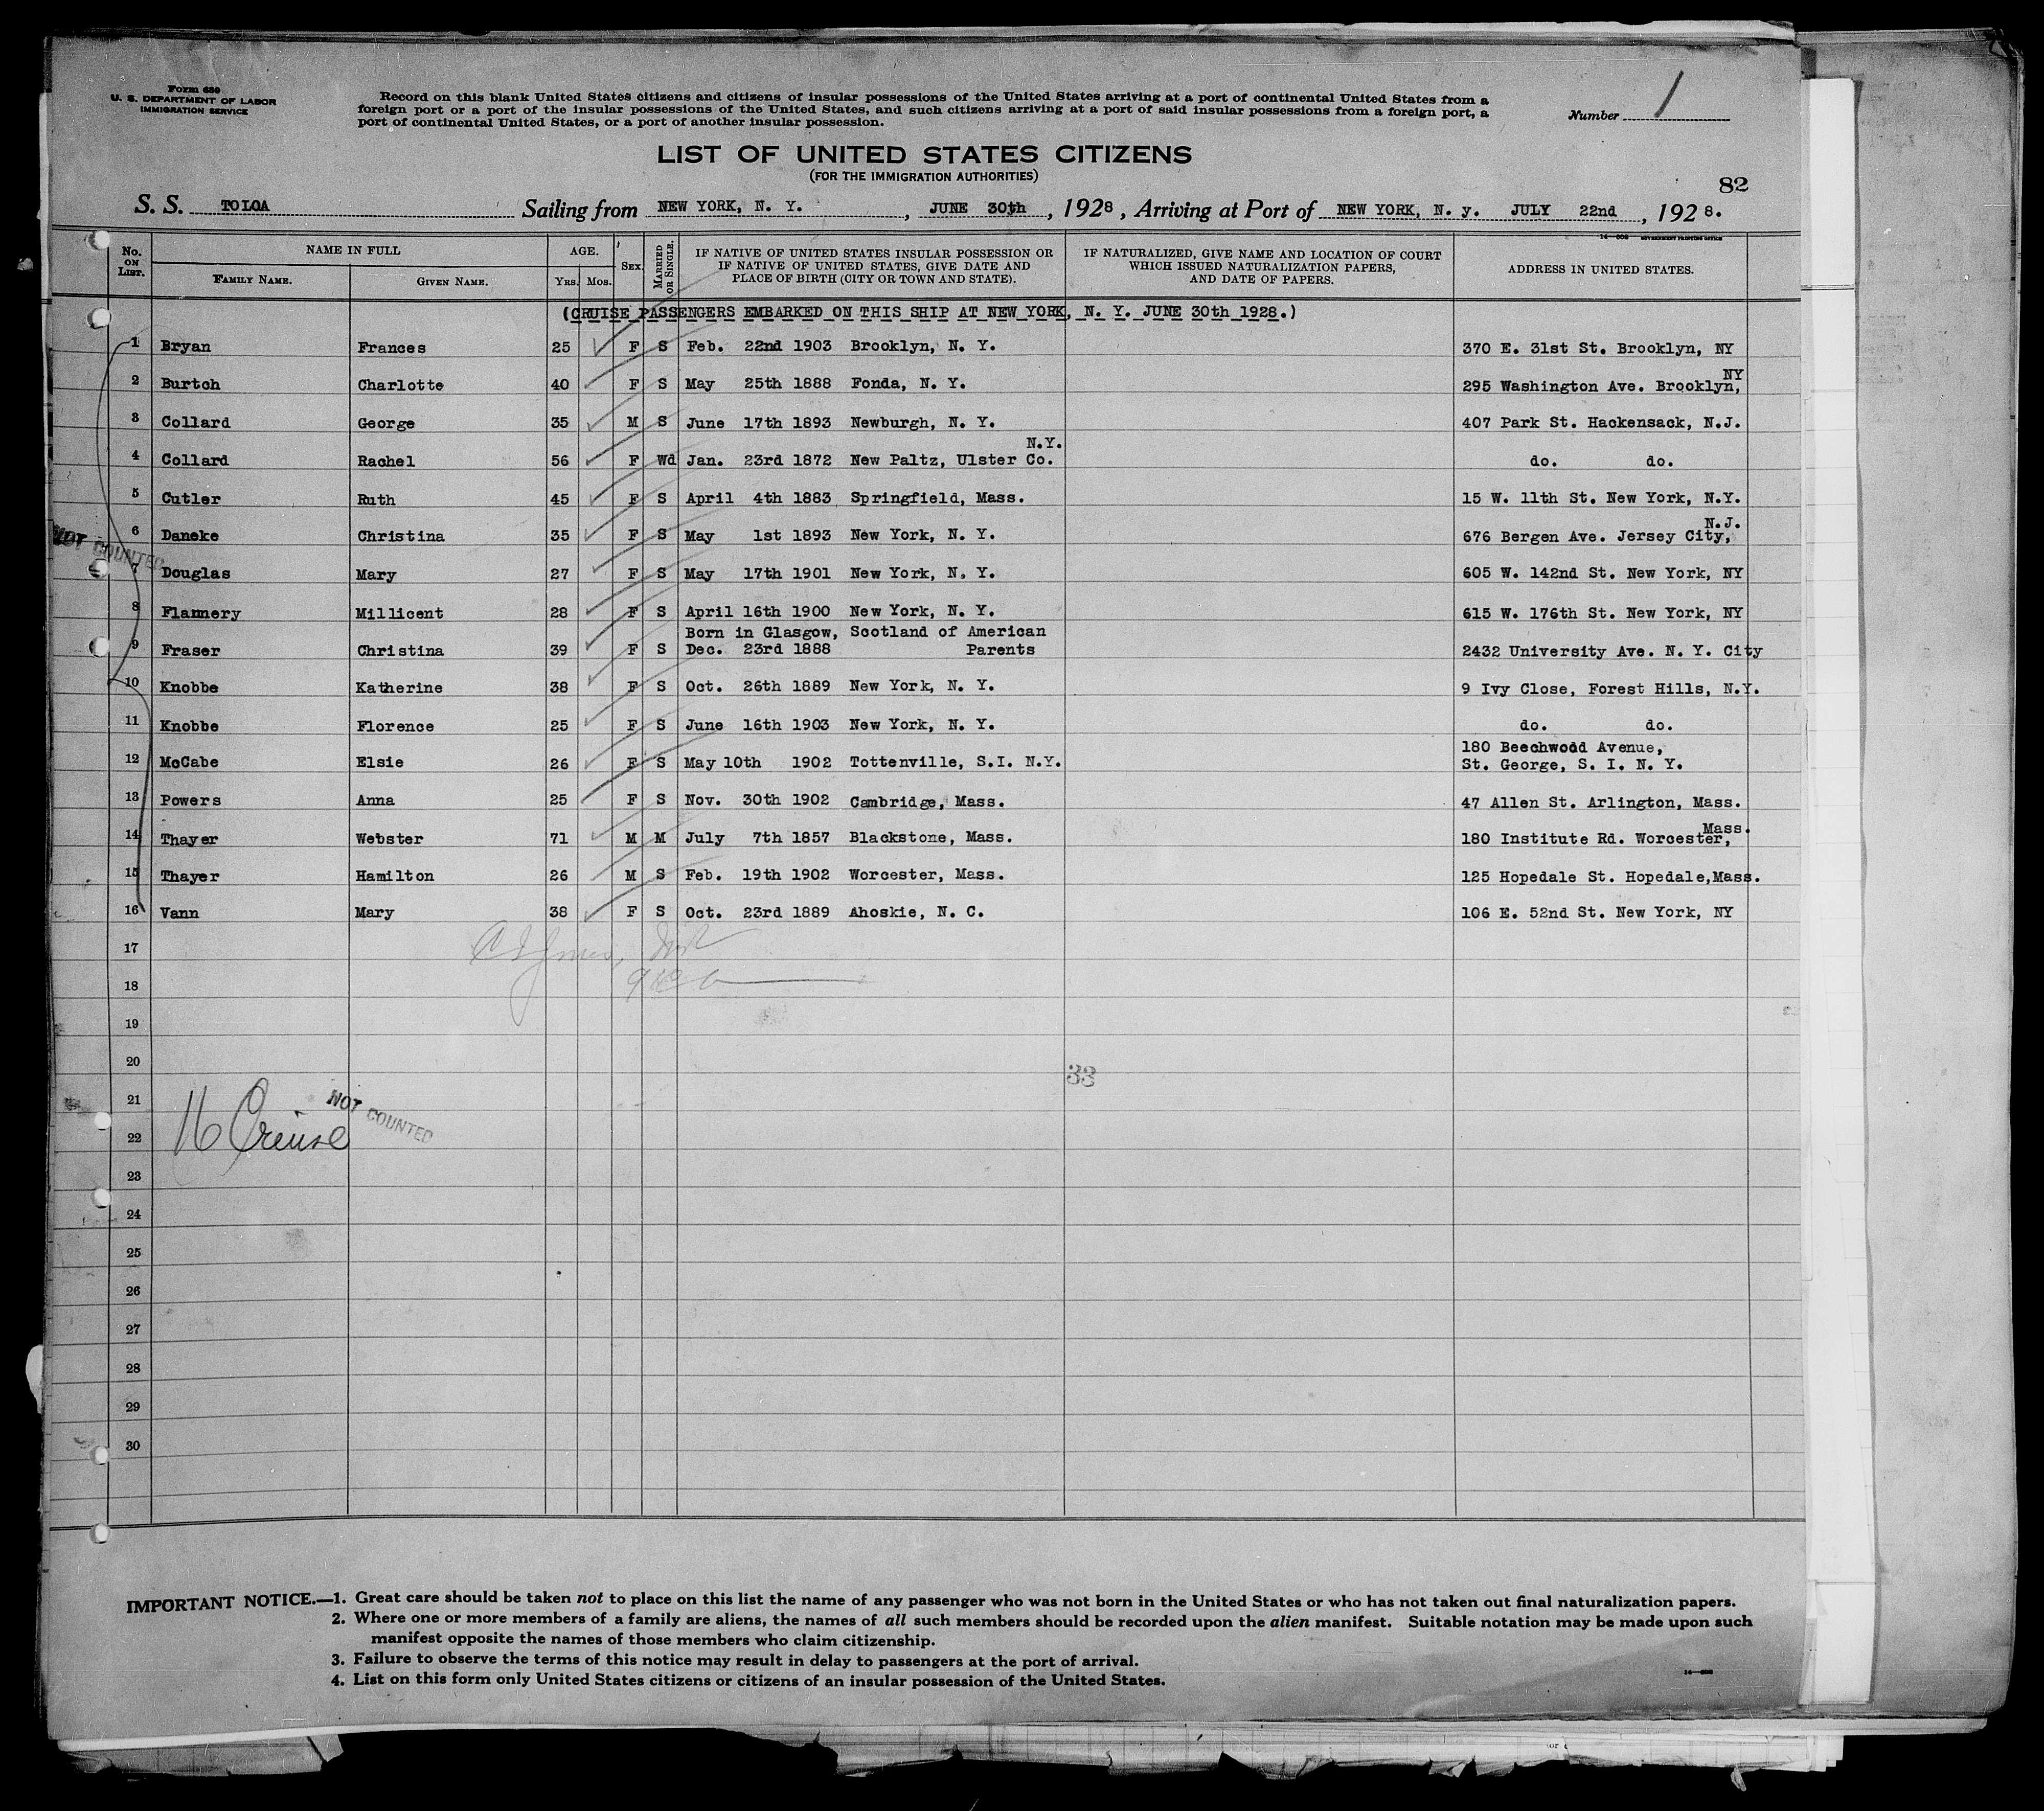 Form 630
U. S. DEPARTMENT OF LABOR
IMMIGRATION SERVICE
Record on this blank United States citizens and citizens of insular possessions of the United States arriving at a port of continental United States from a
foreign port or a port of the insular possessions of the United States, and such citizens arriving at a port of said insular possessions from a foreign port, a
port of continental United States, or a port of another insular possession.
Number 1
LIST OF UNITED STATES CITIZENS
(FOR THE IMMIGRATION AUTHORITIES)
82
S. S. TOLOA Sailing from NEW YORK, N. Y. , JUNE 30th , 1928 , Arriving at Port of NEW YORK, N. y. JULY 22nd , 1928.
No. ON LIST. NAME IN FULL FAMILY NAME. GIVEN NAME. AGE. YRS. MOS. SEX. MARRIED OR SINGLE. IF NATIVE OF UNITED STATES INSULAR POSSESSION OR IF NATIVE OF UNITED STATES, GIVE DATE AND PLACE OF BIRTH (CITY OR TOWN AND STATE). IF NATURALIZED, GIVE NAME AND LOCATION OF COURT WHICH ISSUED NATURALIZATION PAPERS, AND DATE OF PAPERS. ADDRESS IN UNITED STATES.
(CRUISE PASSENGERS EMBARKED ON THIS SHIP AT NEW YORK, N. Y. JUNE 30th 1928.)
1 Bryan Frances 25 F S Feb. 22nd 1903 Brooklyn, N. Y. 370 E. 31st St. Brooklyn, NY
2 Burtch Charlotte 40 F S May 25th 1888 Fonda, N. Y. 295 Washington Ave. Brooklyn, NY
3 Collard George 35 M S June 17th 1893 Newburgh, N. Y. 407 Park St. Hackensack, N.J.
4 Collard Rachel 56 F Wd Jan. 23rd 1872 New Paltz, Ulster Co. N.Y. do. do.
5 Cutler Ruth 45 F S April 4th 1883 Springfield, Mass. 15 W. 11th St. New York, N.Y.
6 Daneke Christina 35 F S May 1st 1893 New York, N. Y. 676 Bergen Ave. Jersey City, N.J.
7 Douglas Mary 27 F S May 17th 1901 New York, N. Y. 605 W. 142nd St. New York, NY
8 Flannery Millicent 28 F S April 16th 1900 New York, N. Y. 615 W. 176th St. New York, NY
9 Fraser Christina 39 F S Born in Glasgow, Scotland of American Parents Dec. 23rd 1888 2432 University Ave. N. Y. City
10 Knobbe Katherine 38 F S Oct. 26th 1889 New York, N. Y. 9 Ivy Close, Forest Hills, N.Y.
11 Knobbe Florence 25 F S June 16th 1903 New York, N. Y. do. do.
12 McCabe Elsie 26 F S May 10th 1902 Tottenville, S.I. N.Y. 180 Beechwood Avenue, St. George, S. I. N. Y.
13 Powers Anna 25 F S Nov. 30th 1902 Cambridge, Mass. 47 Allen St. Arlington, Mass.
14 Thayer Webster 71 M M July 7th 1857 Blackstone, Mass. 180 Institute Rd. Worcester, Mass.
15 Thayer Hamilton 26 M S Feb. 19th 1902 Worcester, Mass. 125 Hopedale St. Hopedale,Mass.
16 Vann Mary 38 F S Oct. 23rd 1889 Ahoskie, N. C. 106 E. 52nd St. New York, NY
NOT COUNTED
17
18
19
20
33
21
NOT COUNTED
22
16
23
24
25
26
27
28
29
30
IMPORTANT NOTICE.—1. Great care should be taken not to place on this list the name of any passenger who was not born in the United States or who has not taken out final naturalization papers.
2. Where one or more members of a family are aliens, the names of all such members should be recorded upon the alien manifest. Suitable notation may be made upon such
manifest opposite the names of those members who claim citizenship.
3. Failure to observe the terms of this notice may result in delay to passengers at the port of arrival.
4. List on this form only United States citizens or citizens of an insular possession of the United States.